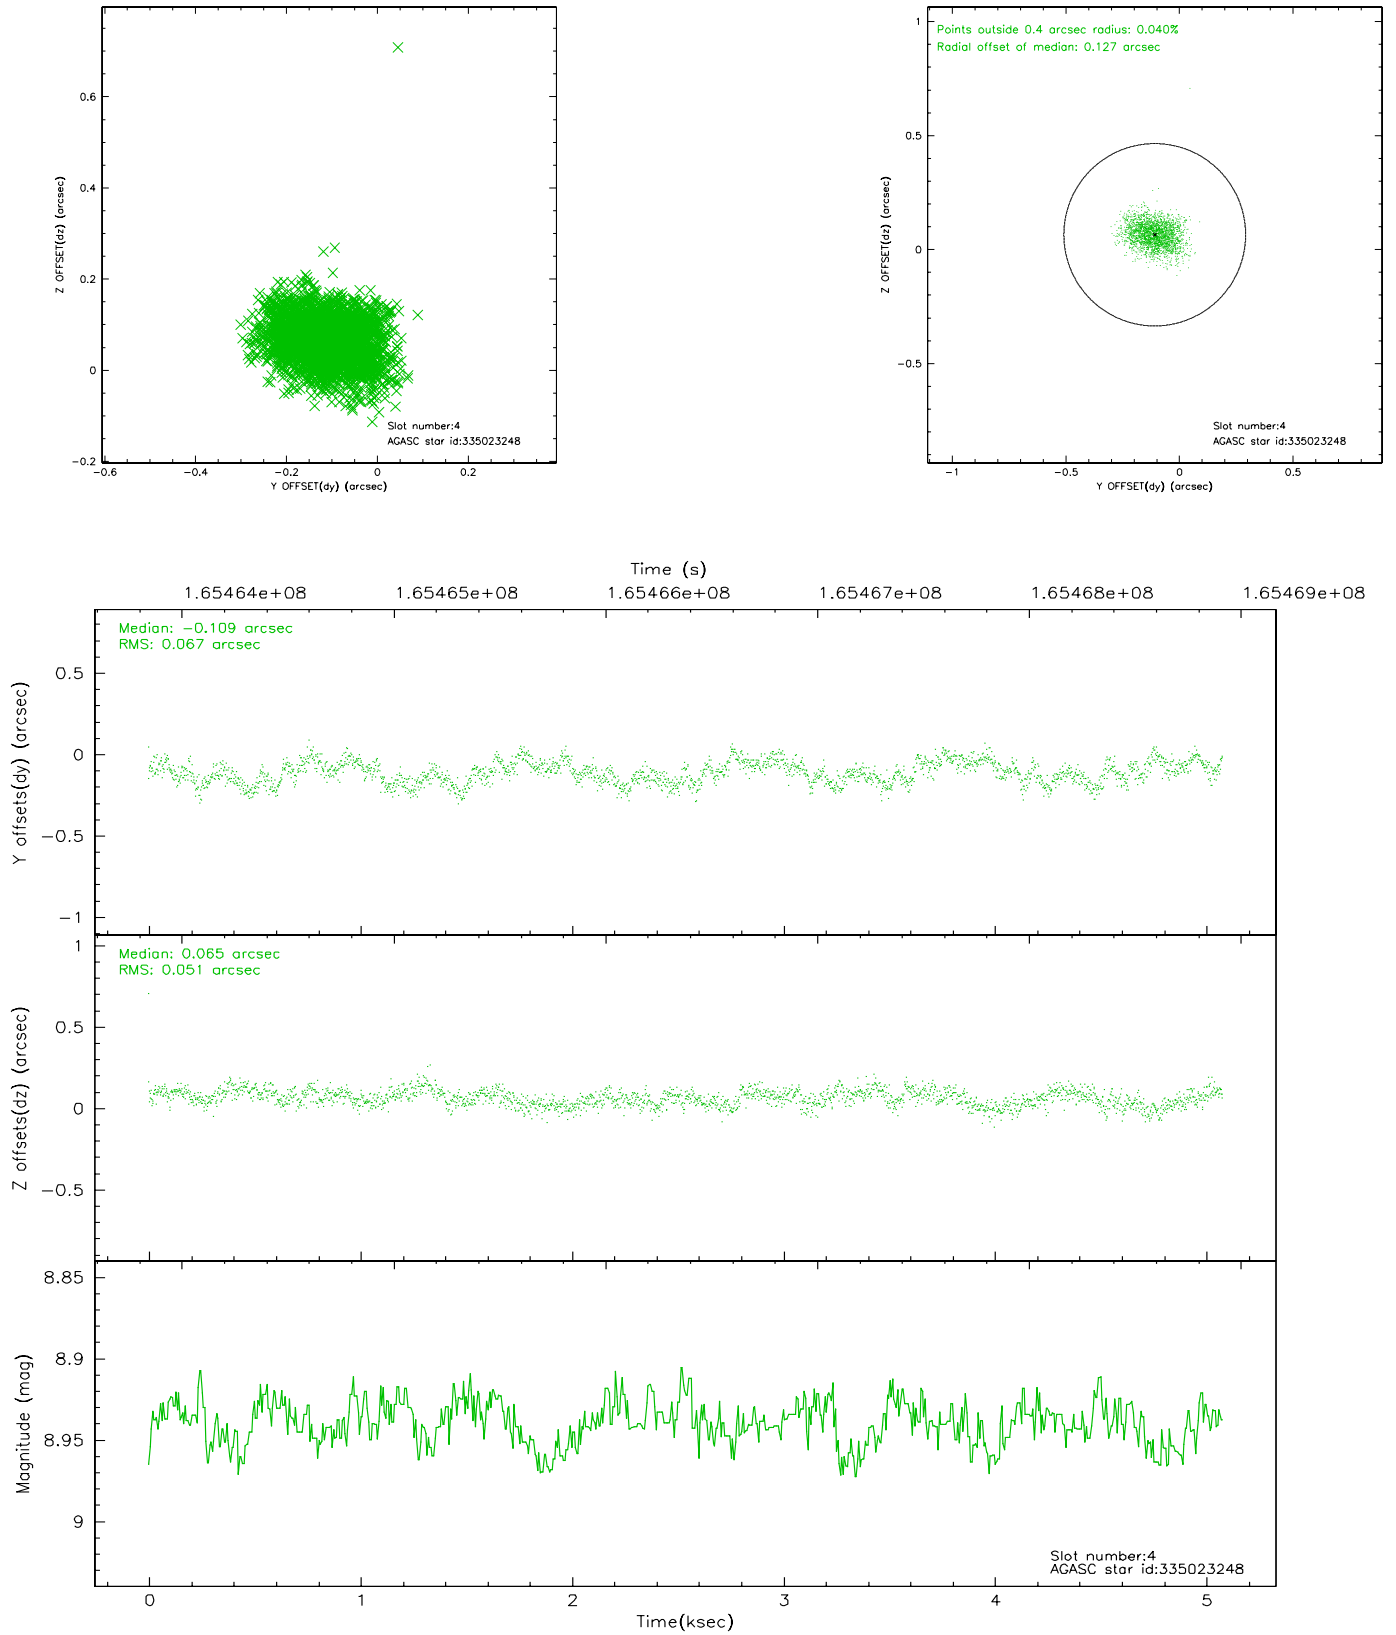 0.6
0.4
0.2
0
−0.2
−0.6
−0.4
−0.2
0
0.2
Z OFFSET(dz) (arcsec)
Y OFFSET(dy) (arcsec)
Slot number:4
AGASC star id:335023248
Points outside 0.4 arcsec radius: 0.040%
Radial offset of median: 0.127 arcsec
1
0.5
0
−0.5
−1
−0.5
0
0.5
Z OFFSET(dz) (arcsec)
Y OFFSET(dy) (arcsec)
Slot number:4
AGASC star id:335023248
Time (s)
1.65464e+08
1.65465e+08
1.65466e+08
1.65467e+08
1.65468e+08
1.65469e+08
Median: −0.109 arcsec
RMS: 0.067 arcsec
0.5
0
−0.5
−1
Y offsets(dy) (arcsec)
Median: 0.065 arcsec
RMS: 0.051 arcsec
1
0.5
0
−0.5
Z offsets(dz) (arcsec)
8.85
8.9
8.95
9
Magnitude (mag)
Slot number:4
AGASC star id:335023248
0
1
2
3
4
5
Time(ksec)